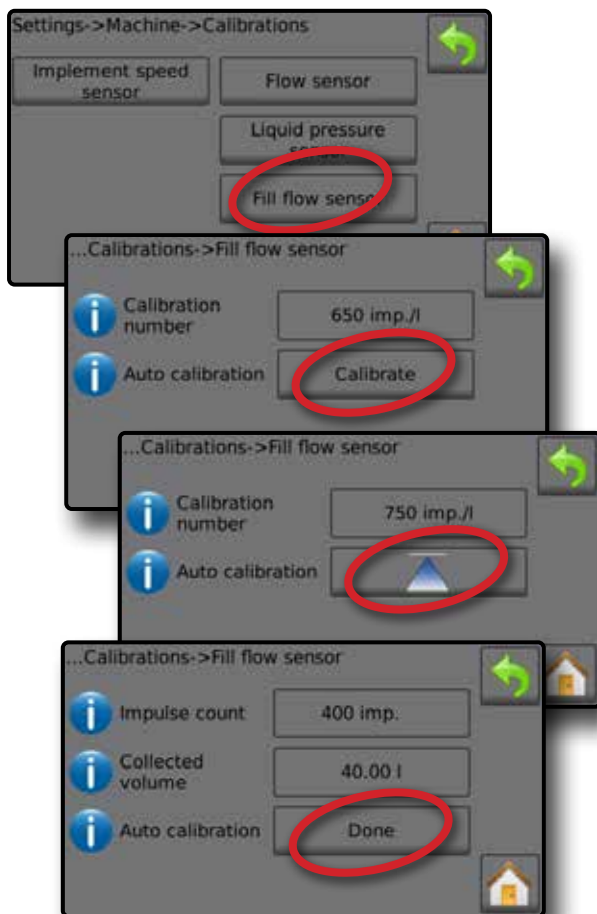 Settings->Machine->Calibrations
Implement speed
sensor
Flow sensor
Liquid pressure
sensor
Fill flow sensor
...Calibrations->Fill flow sensor
Calibration
number
650 imp./l
Auto calibration
Calibrate
...Calibrations->Fill flow sensor
Calibration
number
750 imp./l
Auto calibration
...Calibrations->Fill flow sensor
Impulse count
400 imp.
Collected
volume
40.00 l
Auto calibration
Done